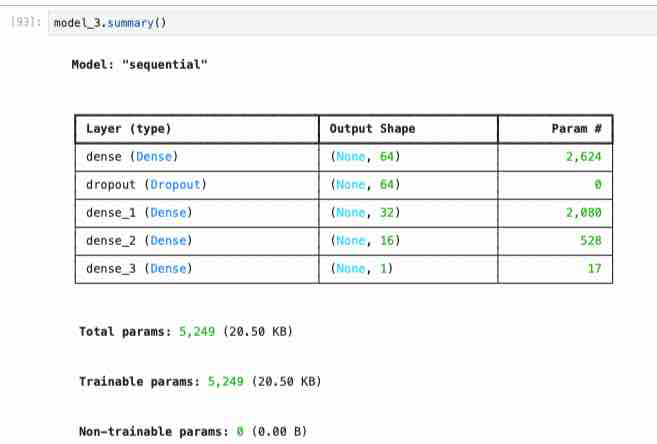 [93]: model_3.summary()
Model: "sequential"
Layer (type) Output Shape Param #
dense (Dense) (None, 64) 2,624
dropout (Dropout) (None, 64) 0
dense_1 (Dense) (None, 32) 2,080
dense_2 (Dense) (None, 16) 528
dense_3 (Dense) (None, 1) 17
Total params: 5,249 (20.50 KB)
Trainable params: 5,249 (20.50 KB)
Non-trainable params: 0 (0.00 B)